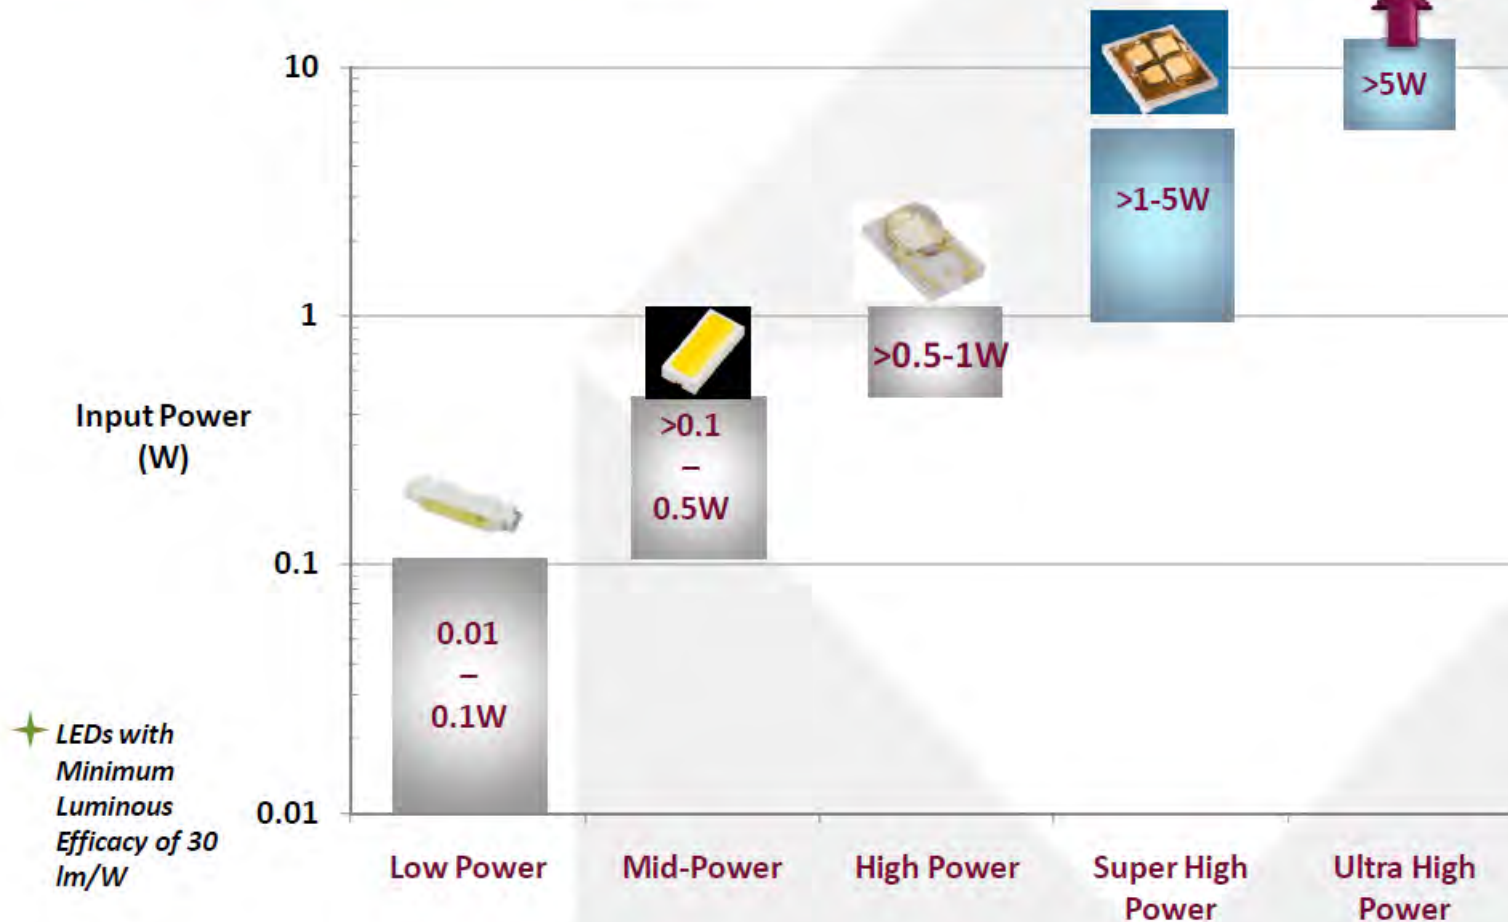 10
>5W
>1-5W
1
>0.5-1W
Input Power
(W)
>0.1
–
0.5W
0.1
0.01
–
0.1W
LEDs with
Minimum
Luminous
Efficacy of 30
lm/W
0.01
Low Power
Mid-Power
High Power
Super High
Power
Ultra High
Power